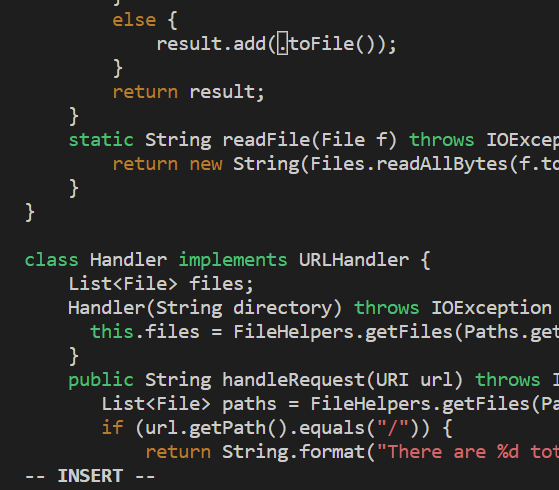 else {
result.add(.toFile());
}
return result;
}
static String readFile(File f) throws IOExcep
return new String(Files.readAllBytes(f.to
}
}
class Handler implements URLHandler {
List<File> files;
Handler(String directory) throws IOException
this.files = FileHelpers.getFiles(Paths.get
}
public String handleRequest(URI url) throws I
List<File> paths = FileHelpers.getFiles(Pa
if (url.getPath().equals("/")) {
return String.format("There are %d tot
-- INSERT --